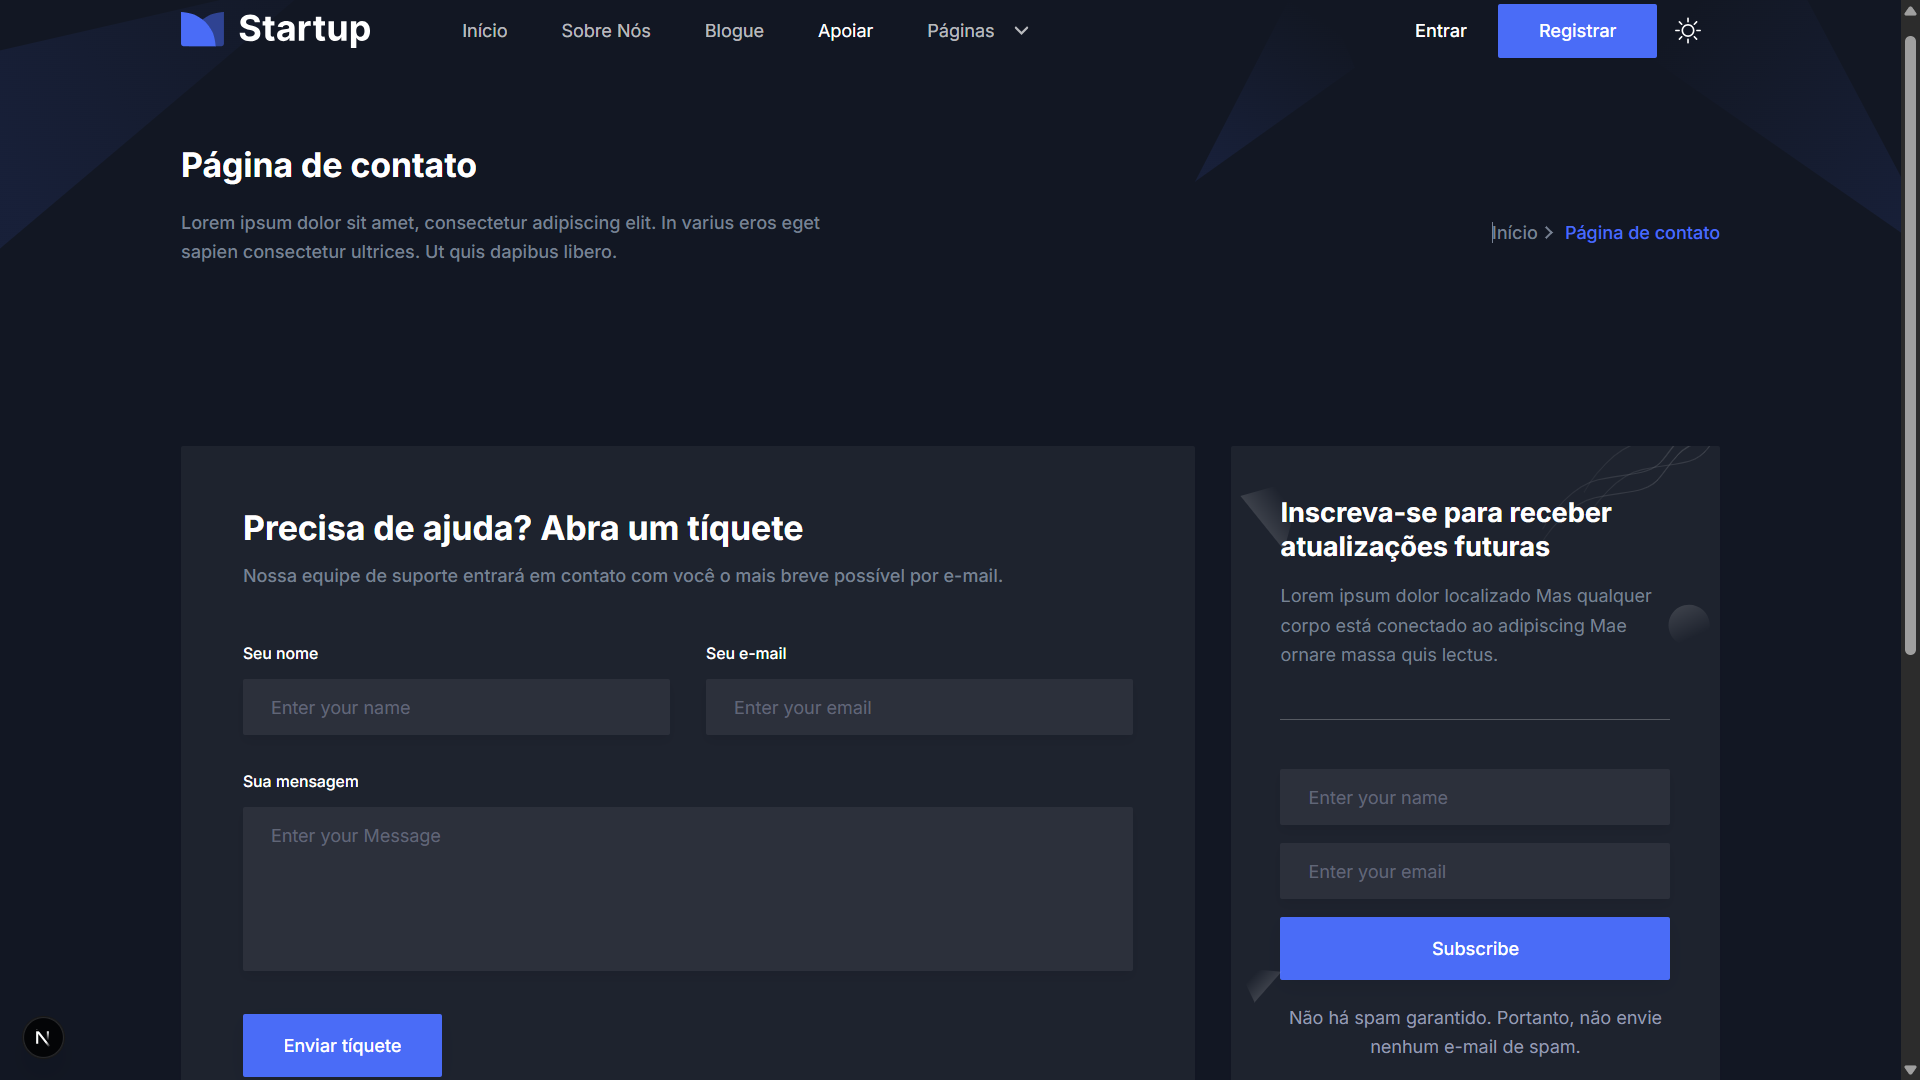 Startup
Início
Sobre Nós
Blogue
Apoiar
Páginas
Entrar
Registrar
Página de contato
Lorem ipsum dolor sit amet, consectetur adipiscing elit. In varius eros eget
sapien consectetur ultrices. Ut quis dapibus libero.
Início
Página de contato
Precisa de ajuda? Abra um tíquete
Nossa equipe de suporte entrará em contato com você o mais breve possível por e-mail.
Seu nome
Seu e-mail
Enter your name
Enter your email
Sua mensagem
Enter your Message
Enviar tíquete
Inscreva-se para receber
atualizações futuras
Lorem ipsum dolor localizado Mas qualquer
corpo está conectado ao adipiscing Mae
ornare massa quis lectus.
Enter your name
Enter your email
Subscribe
Não há spam garantido. Portanto, não envie
nenhum e-mail de spam.
N